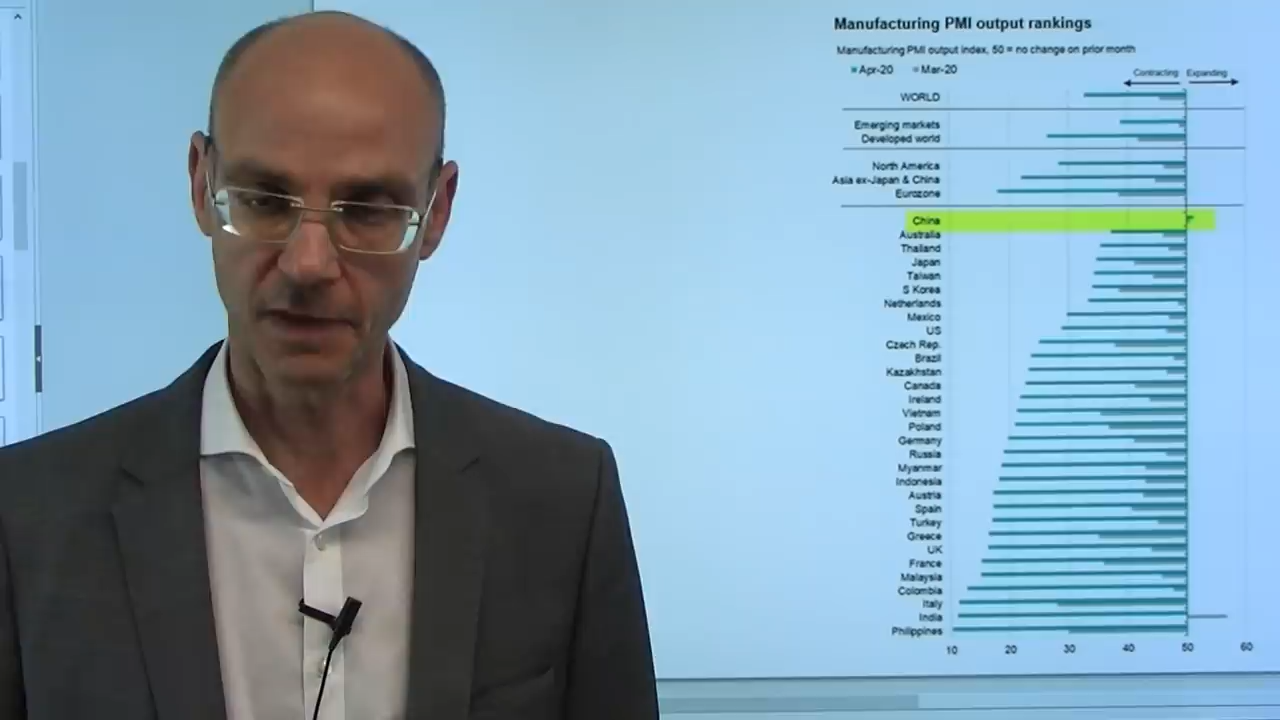 Manufacturing PMI output rankings
Manufacturing PMI output index, 50 = no change on prior month
Apr-20 Mar-20
Contracting Expanding
WORLD
Emerging markets
Developed world
North America
Asia ex-Japan & China
Eurozone
China
Australia
Thailand
Japan
Taiwan
S Korea
Netherlands
Mexico
US
Czech Rep.
Brazil
Kazakhstan
Canada
Ireland
Vietnam
Poland
Germany
Russia
Myanmar
Indonesia
Austria
Spain
Turkey
Greece
UK
France
Malaysia
Colombia
Italy
India
Philippines
10 20 30 40 50 60